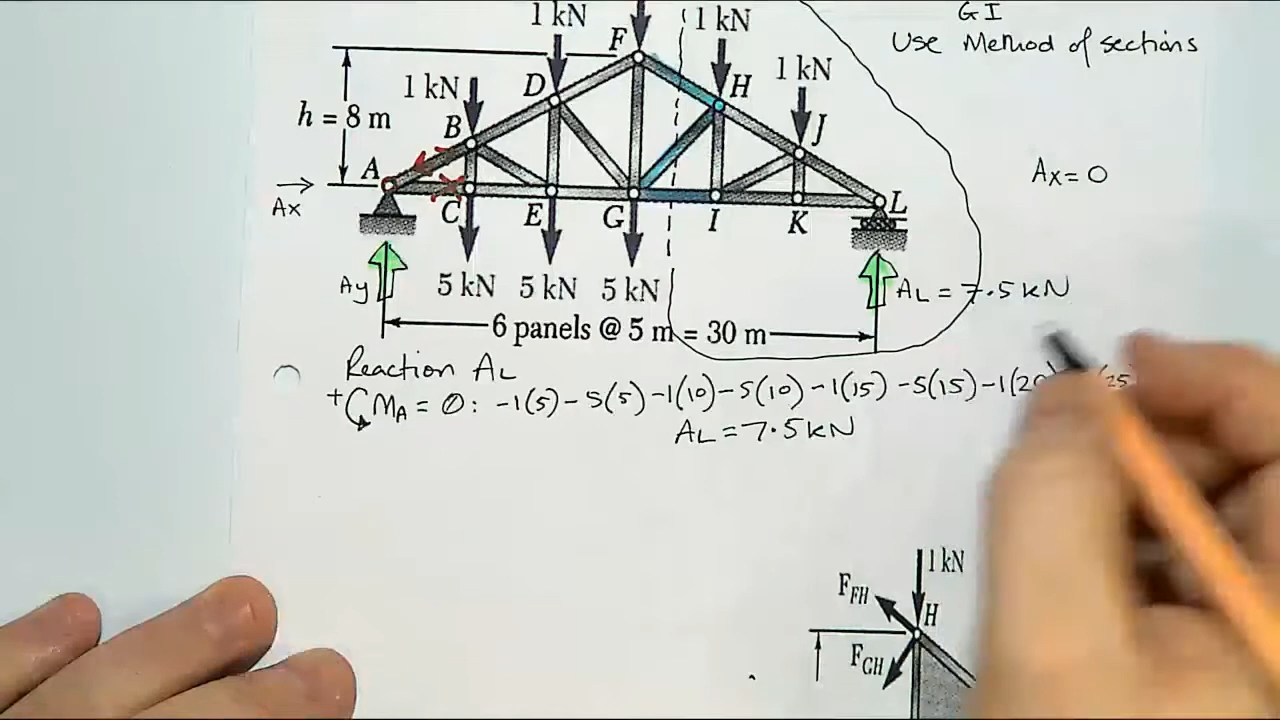 GI
Use Method of sections
1 kN
1 kN
F
1 kN
D
H
1 kN
h = 8 m
B
J
A
Ax = 0
Ax
C
E
G
I
K
L
Ay
5 kN 5 kN 5 kN
AL = 7.5 kN
6 panels @ 5 m = 30 m
Reaction AL
+ MA = 0: -1(5) - 5(5) -1(10) - 5(10) - 1(15) - 5(15) - 1(20)
AL = 7.5 kN
1 kN
FFH
H
FGH